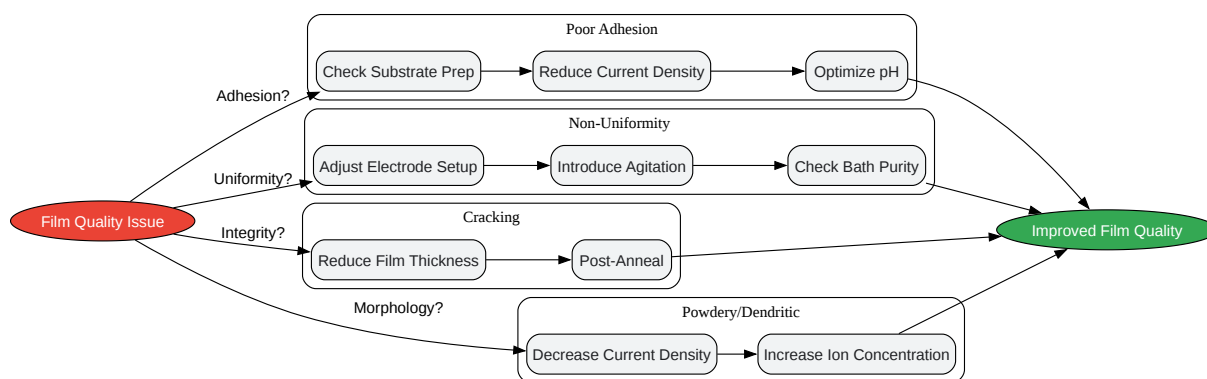 Poor Adhesion
Check Substrate Prep
Reduce Current Density
Optimize pH
Adhesion?
Non-Uniformity
Adjust Electrode Setup
Introduce Agitation
Check Bath Purity
Uniformity?
Film Quality Issue
Integrity?
Cracking
Reduce Film Thickness
Post-Anneal
Improved Film Quality
Morphology?
Powdery/Dendritic
Decrease Current Density
Increase Ion Concentration